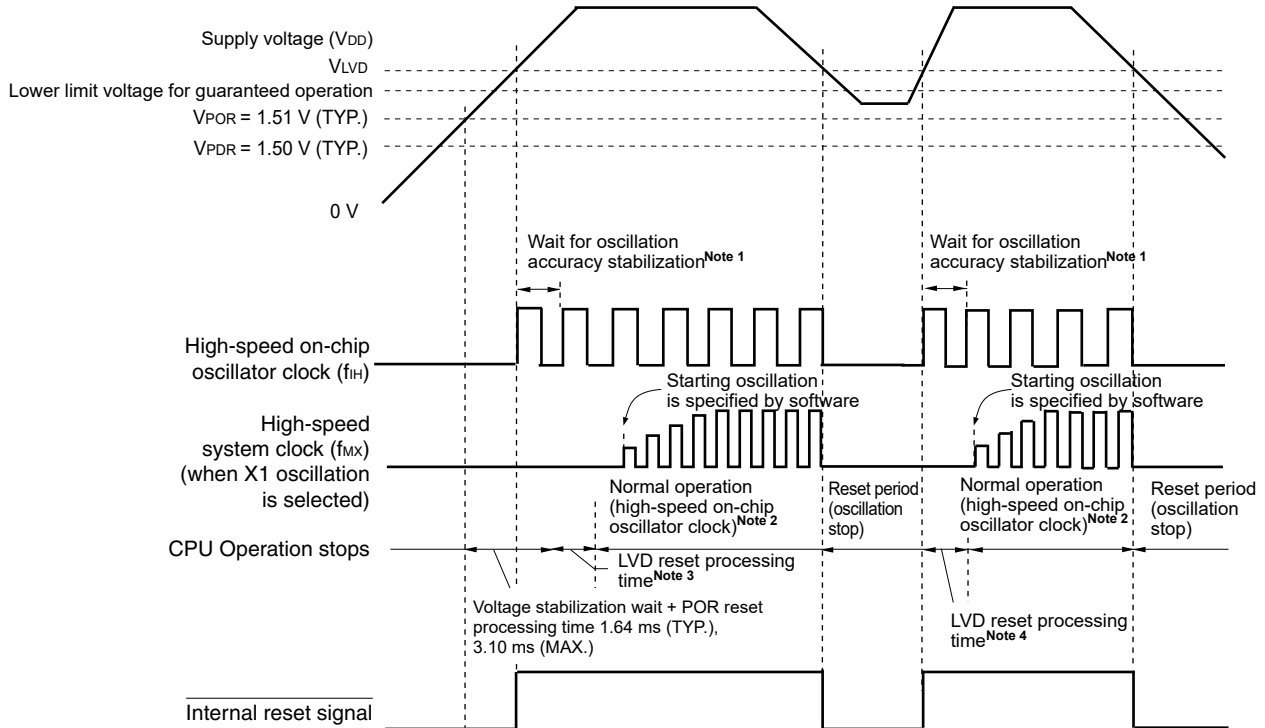 Supply voltage (VDD)
VLVD
Lower limit voltage for guaranteed operation
VPOR = 1.51 V (TYP.)
VPDR = 1.50 V (TYP.)
0 V
Wait for oscillation
accuracy stabilizationNote 1
Wait for oscillation
accuracy stabilizationNote 1
High-speed on-chip
oscillator clock (fIH)
Starting oscillation
is specified by software
Starting oscillation
is specified by software
High-speed
system clock (fMX)
(when X1 oscillation
is selected)
Normal operation
(high-speed on-chip
oscillator clock)Note 2
Reset period
(oscillation
stop)
Normal operation
(high-speed on-chip
oscillator clock)Note 2
Reset period
(oscillation
stop)
CPU Operation stops
LVD reset processing
timeNote 3
Voltage stabilization wait + POR reset
processing time 1.64 ms (TYP.),
3.10 ms (MAX.)
LVD reset processing
timeNote 4
Internal reset signal